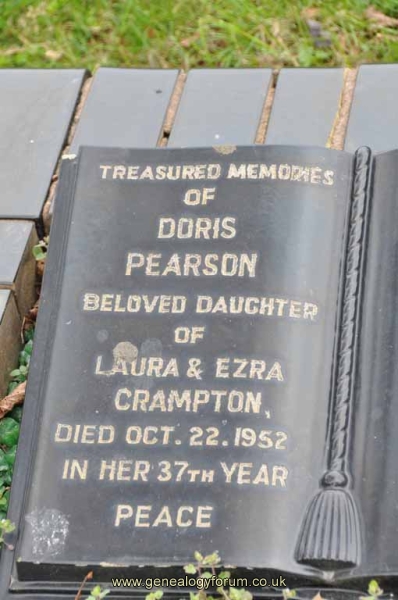 TREASURED MEMORIES
OF
DORIS
PEARSON
BELOVED DAUGHTER
OF
LAURA & EZRA
CRAMPTON,
DIED OCT. 22. 1952
IN HER 37TH YEAR
PEACE
www.genealogyforum.co.uk